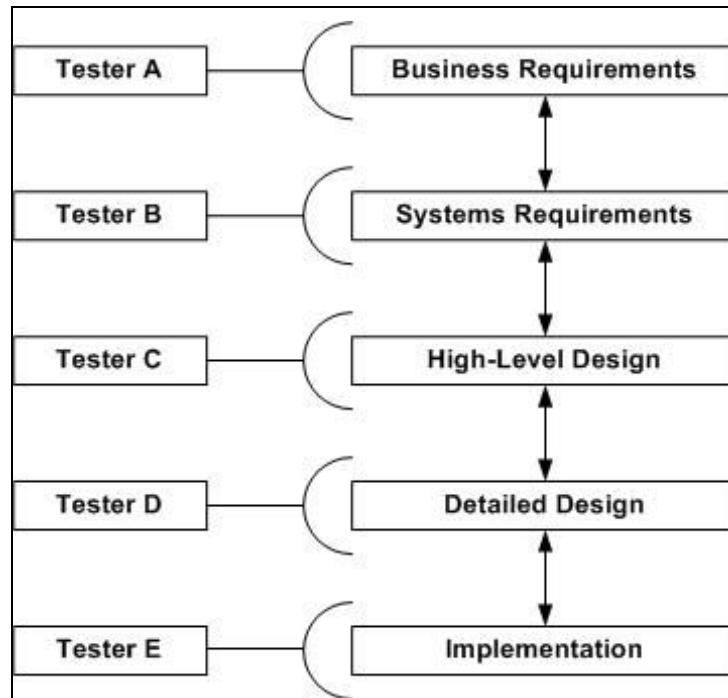 Tester A
Business Requirements
Tester B
Systems Requirements
Tester C
High-Level Design
Tester D
Detailed Design
Tester E
Implementation